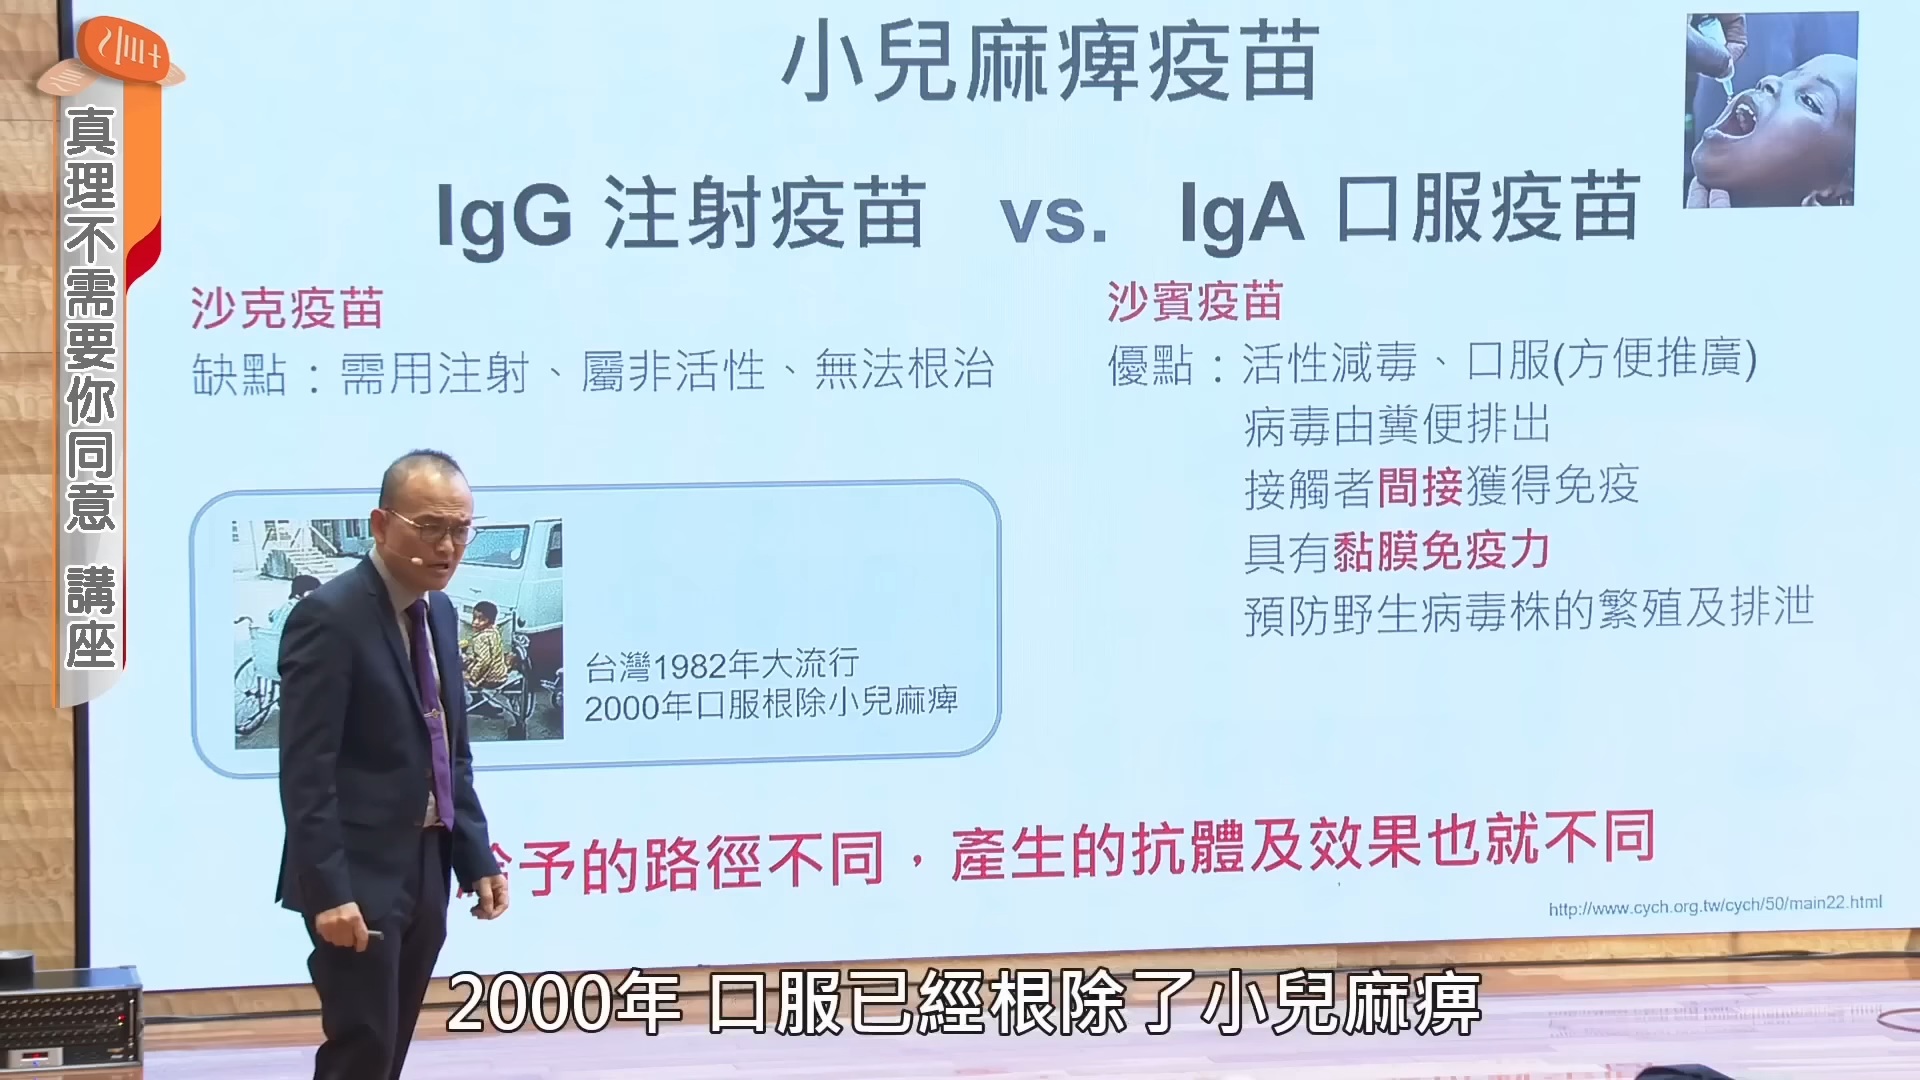 小兒麻痺疫苗
IgG 注射疫苗 vs. IgA 口服疫苗
沙克疫苗
缺點：需用注射、屬非活性、無法根治
沙賓疫苗
優點：活性減毒、口服(方便推廣)
病毒由糞便排出
接觸者間接獲得免疫
具有黏膜免疫力
預防野生病毒株的繁殖及排泄
台灣1982年大流行
2000年口服根除小兒麻痺
予的路徑不同，產生的抗體及效果也就不同
http://www.cych.org.tw/cych/50/main22.html
真理不需要你同意 講座
2000年 口服已經根除了小兒麻痹